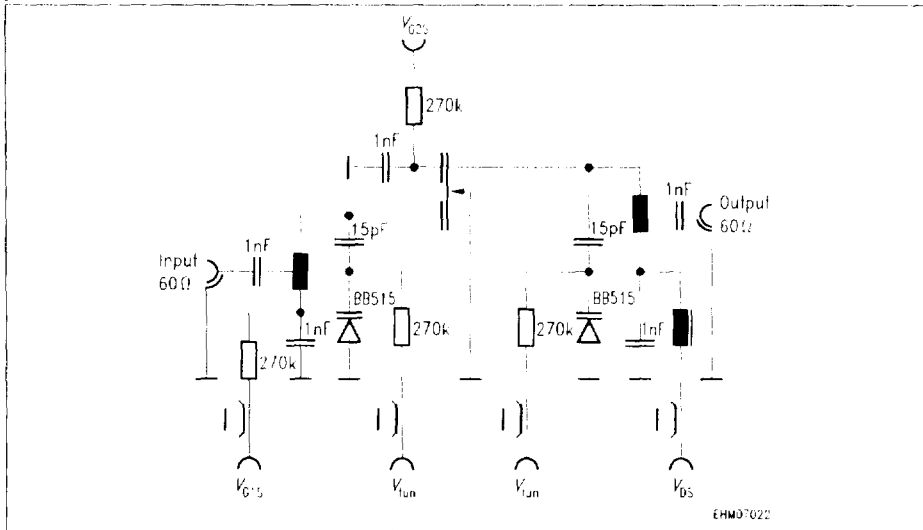 VG2S
270k
1nF
1nF
Output
60Ω
15pF
15pF
1nF
Input
60Ω
BB515
BB515
270k
270k
1nF
1nF
270k
VG1S
Vtun
Vtun
VDS
EHM07022